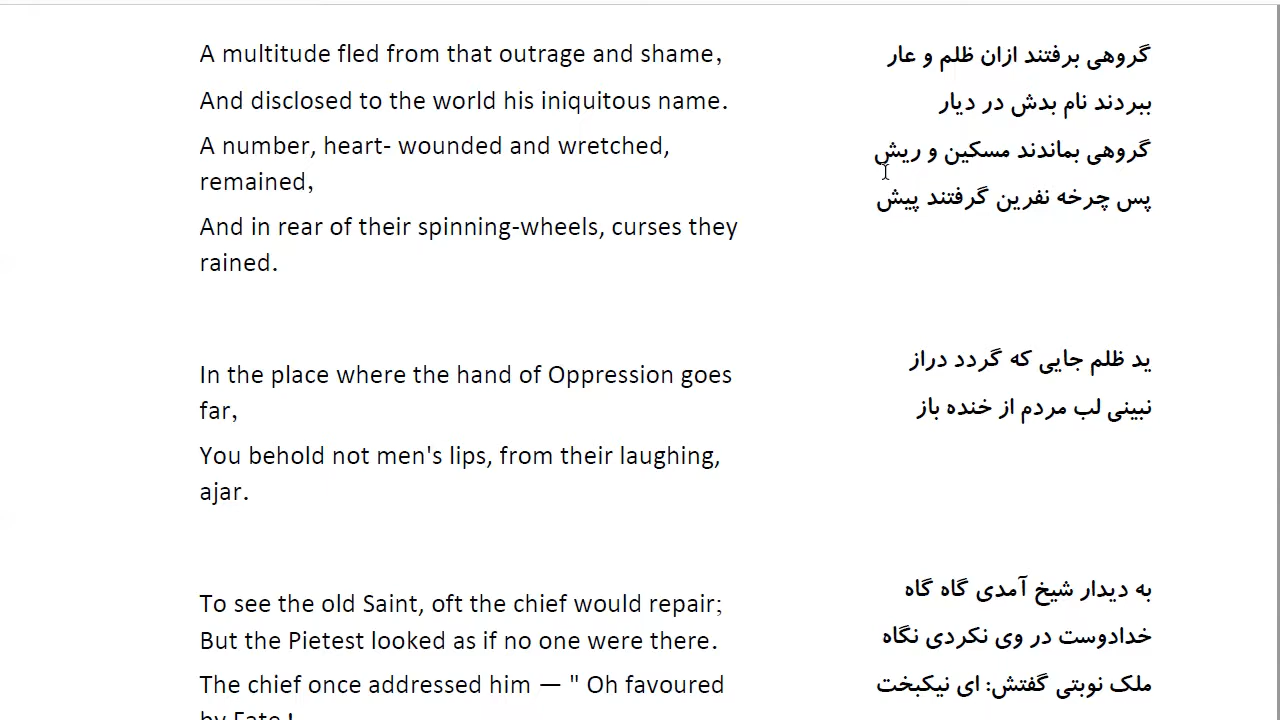 A multitude fled from that outrage and shame,
And disclosed to the world his iniquitous name.
A number, heart- wounded and wretched,
remained,
And in rear of their spinning-wheels, curses they
rained.
گروهی برفتند ازان ظلم و عار
ببردند نام بدش در دیار
گروهی بماندند مسکین و ریش
پس چرخه نفرین گرفتند پیش
In the place where the hand of Oppression goes
far,
You behold not men's lips, from their laughing,
ajar.
ید ظلم جایی که گردد دراز
نبینی لب مردم از خنده باز
To see the old Saint, oft the chief would repair;
But the Pietest looked as if no one were there.
The chief once addressed him — " Oh favoured
by Fate !
به دیدار شیخ آمدی گاه گاه
خدادوست در وی نکردی نگاه
ملک نوبتی گفتش: ای نیکبخت